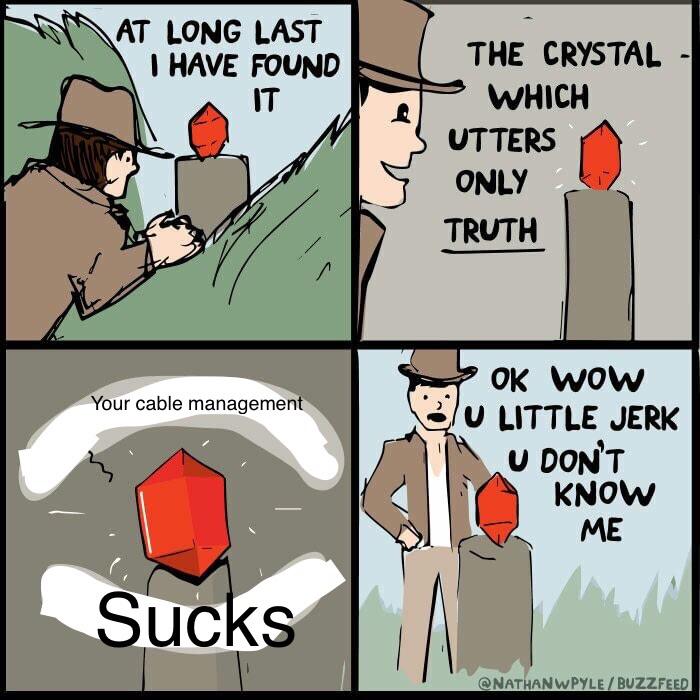 AT LONG LAST
I HAVE FOUND
IT
THE CRYSTAL
WHICH
UTTERS
ONLY
TRUTH
Your cable management
Sucks
OK WOW
U LITTLE JERK
U DON'T
KNOW
ME
@NATHANWPYLE / BUZZFEED